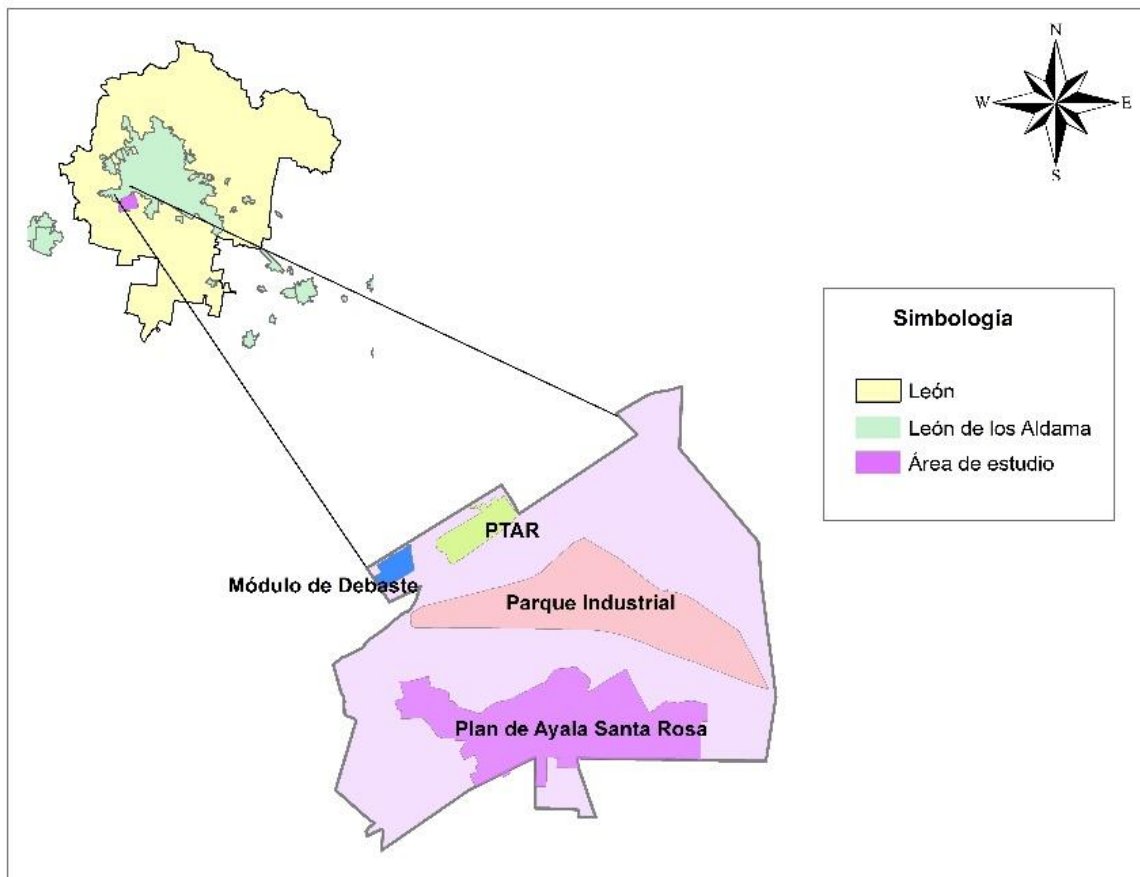 N
W
E
S
Simbología
León
León de los Aldama
Área de estudio
PTAR
Módulo de Debaste
Parque Industrial
Plan de Ayala Santa Rosa